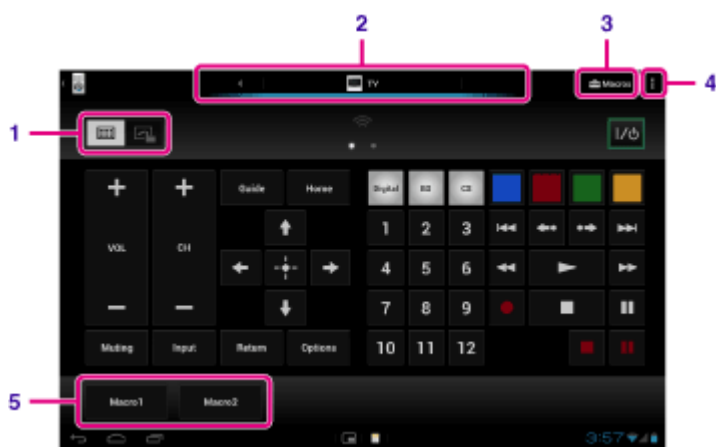 2
3
TV
Macros
4
1
I/⏻
Guide
Home
Digital
BS
CS
VOL
CH
1
2
3
4
5
6
7
8
9
Muting
Input
Return
Options
10
11
12
5
Macro1
Macro2
3:57